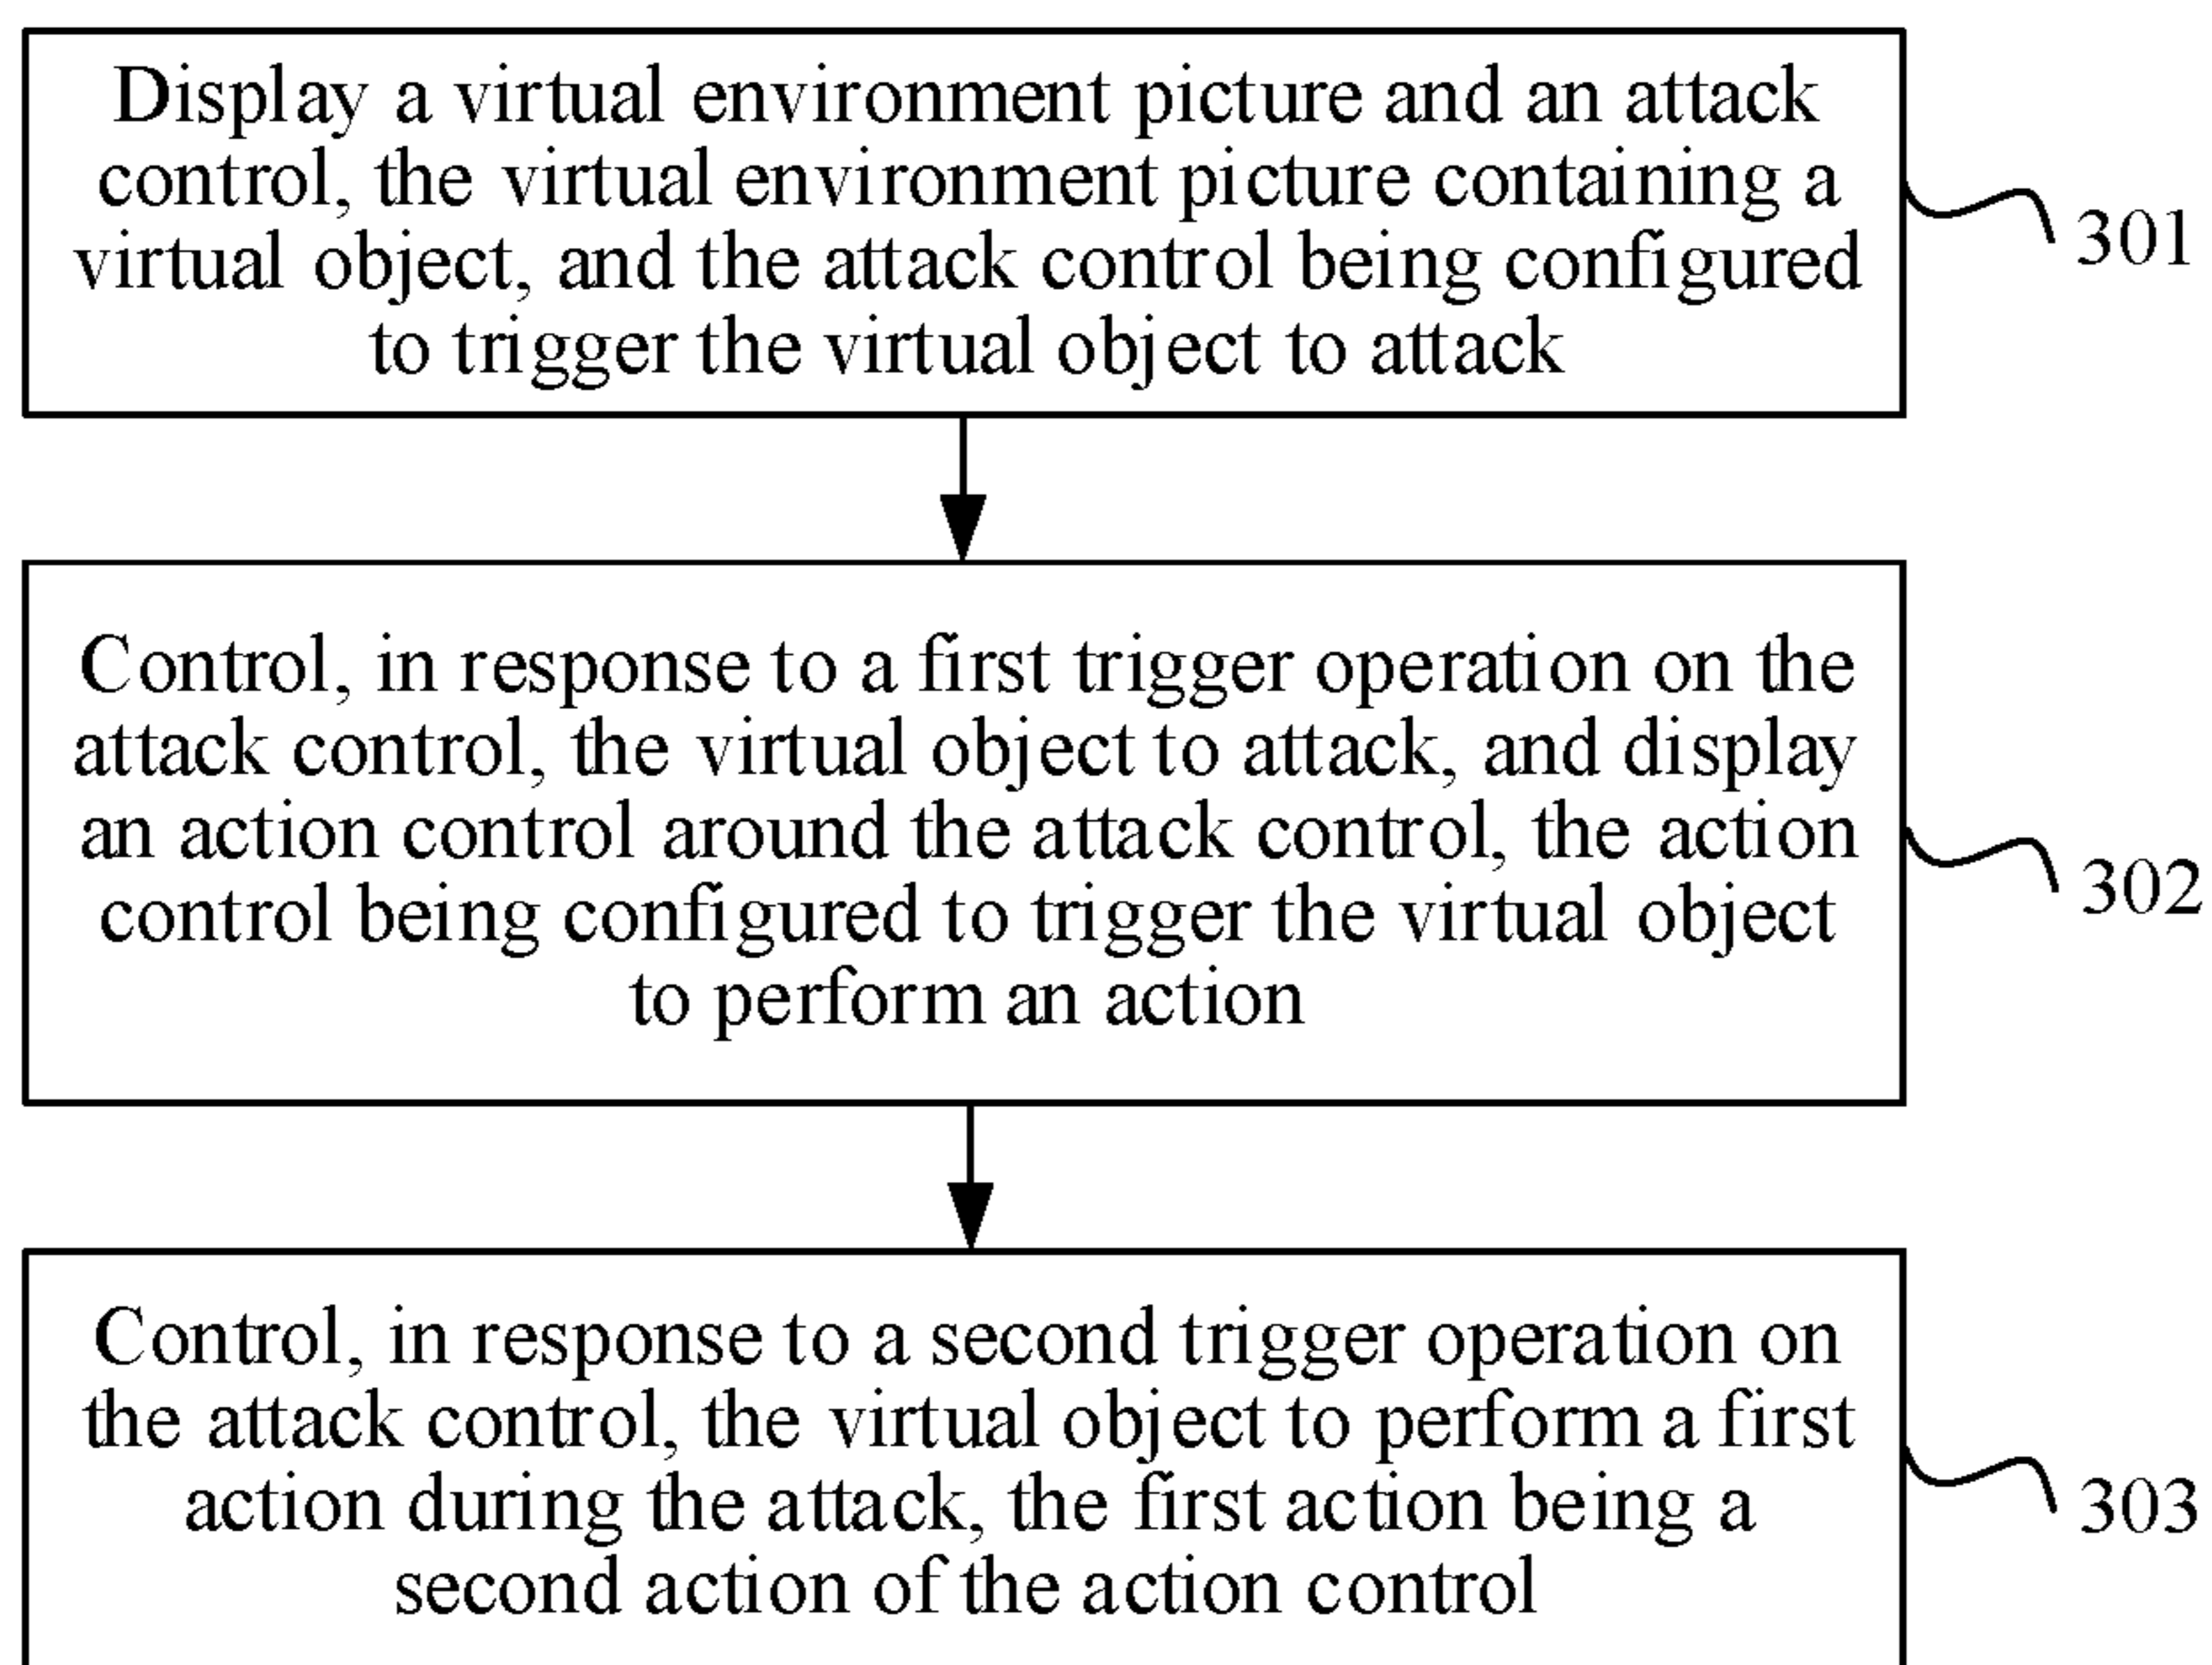 Display a virtual environment picture and an attack
control, the virtual environment picture containing a
virtual object, and the attack control being configured
to trigger the virtual object to attack
301
Control, in response to a first trigger operation on the
attack control, the virtual object to attack, and display
an action control around the attack control, the action
control being configured to trigger the virtual object
to perform an action
302
Control, in response to a second trigger operation on
the attack control, the virtual object to perform a first
action during the attack, the first action being a
second action of the action control
303